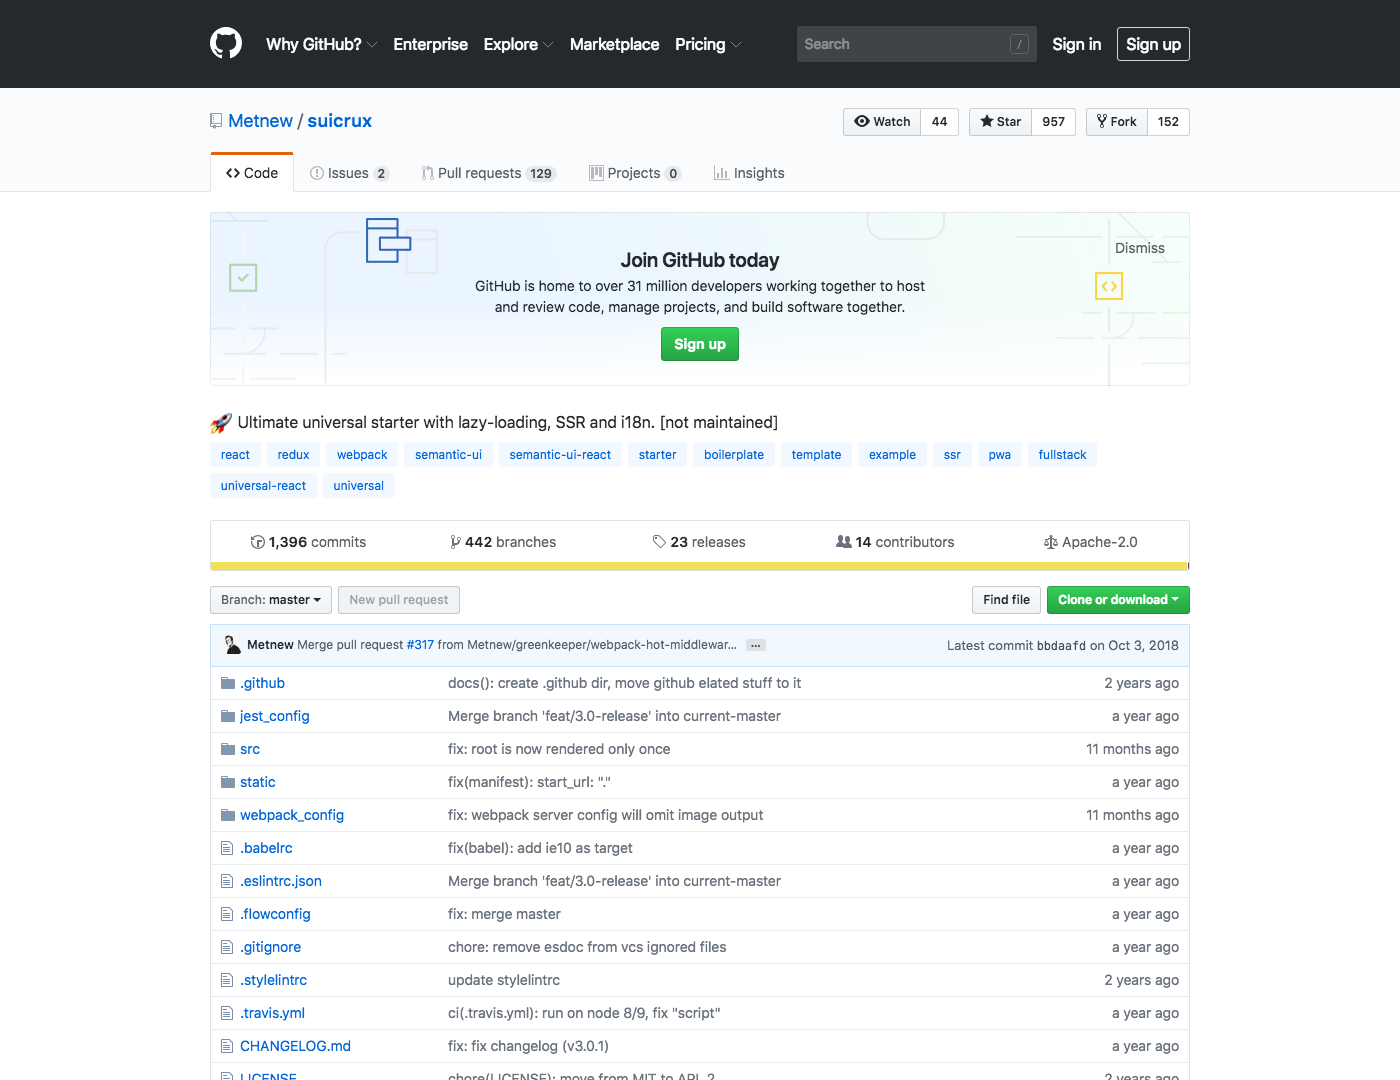 Why GitHub? Enterprise Explore Marketplace Pricing Search / Sign in Sign up
Metnew / suicrux Watch 44 Star 957 Fork 152
Code Issues 2 Pull requests 129 Projects 0 Insights
Dismiss
Join GitHub today
GitHub is home to over 31 million developers working together to host
and review code, manage projects, and build software together.
Sign up
🚀 Ultimate universal starter with lazy-loading, SSR and i18n. [not maintained]
react redux webpack semantic-ui semantic-ui-react starter boilerplate template example ssr pwa fullstack
universal-react universal
1,396 commits 442 branches 23 releases 14 contributors Apache-2.0
Branch: master New pull request Find file Clone or download
Metnew Merge pull request #317 from Metnew/greenkeeper/webpack-hot-middlewar... … Latest commit bbdaafd on Oct 3, 2018
.github docs(): create .github dir, move github elated stuff to it 2 years ago
jest_config Merge branch 'feat/3.0-release' into current-master a year ago
src fix: root is now rendered only once 11 months ago
static fix(manifest): start_url: "." a year ago
webpack_config fix: webpack server config will omit image output 11 months ago
.babelrc fix(babel): add ie10 as target a year ago
.eslintrc.json Merge branch 'feat/3.0-release' into current-master a year ago
.flowconfig fix: merge master a year ago
.gitignore chore: remove esdoc from vcs ignored files a year ago
.stylelintrc update stylelintrc 2 years ago
.travis.yml ci(.travis.yml): run on node 8/9, fix "script" a year ago
CHANGELOG.md fix: fix changelog (v3.0.1) a year ago
LICENSE chore(LICENSE): move from MIT to APL 2 2 years ago